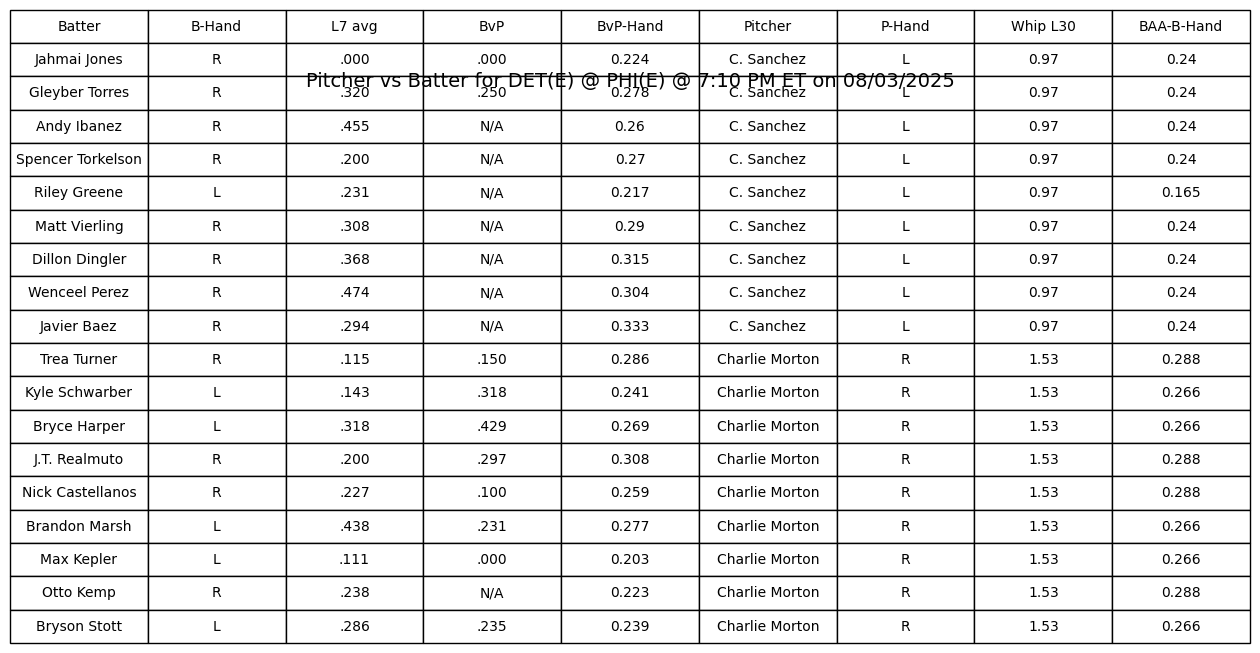 Batter B-Hand L7 avg BvP BvP-Hand Pitcher P-Hand Whip L30 BAA-B-Hand
Jahmai Jones R .000 .000 0.224 C. Sanchez L 0.97 0.24
Pitcher vs Batter for DET(E) @ PHI(E) @ 7:10 PM ET on 08/03/2025
Gleyber Torres R .320 .250 0.278 C. Sanchez L 0.97 0.24
Andy Ibanez R .455 N/A 0.26 C. Sanchez L 0.97 0.24
Spencer Torkelson R .200 N/A 0.27 C. Sanchez L 0.97 0.24
Riley Greene L .231 N/A 0.217 C. Sanchez L 0.97 0.165
Matt Vierling R .308 N/A 0.29 C. Sanchez L 0.97 0.24
Dillon Dingler R .368 N/A 0.315 C. Sanchez L 0.97 0.24
Wenceel Perez R .474 N/A 0.304 C. Sanchez L 0.97 0.24
Javier Baez R .294 N/A 0.333 C. Sanchez L 0.97 0.24
Trea Turner R .115 .150 0.286 Charlie Morton R 1.53 0.288
Kyle Schwarber L .143 .318 0.241 Charlie Morton R 1.53 0.266
Bryce Harper L .318 .429 0.269 Charlie Morton R 1.53 0.266
J.T. Realmuto R .200 .297 0.308 Charlie Morton R 1.53 0.288
Nick Castellanos R .227 .100 0.259 Charlie Morton R 1.53 0.288
Brandon Marsh L .438 .231 0.277 Charlie Morton R 1.53 0.266
Max Kepler L .111 .000 0.203 Charlie Morton R 1.53 0.266
Otto Kemp R .238 N/A 0.223 Charlie Morton R 1.53 0.288
Bryson Stott L .286 .235 0.239 Charlie Morton R 1.53 0.266